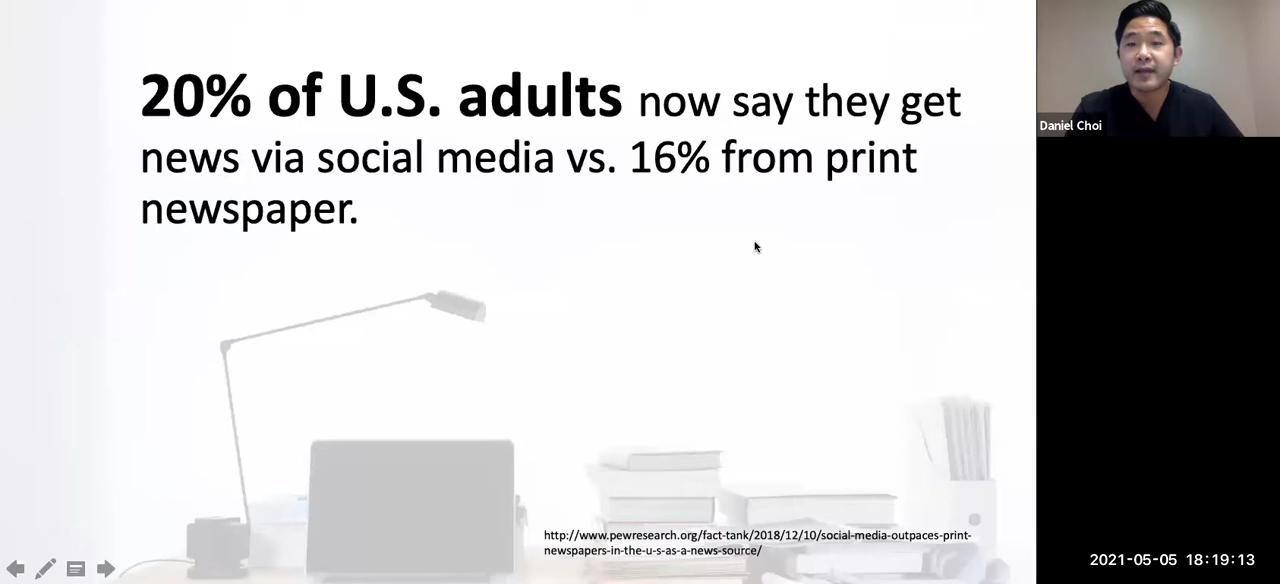 20% of U.S. adults now say they get
news via social media vs. 16% from print
newspaper.
Daniel Choi
http://www.pewresearch.org/fact-tank/2018/12/10/social-media-outpaces-print-
newspapers-in-the-u-s-as-a-news-source/
2021-05-05 18:19:13